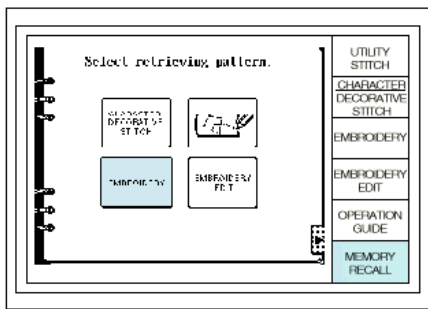 Select retrieving pattern.
CHARACTER
DECORATIVE
STITCH
EMBROIDERY
EMBROIDERY
EDIT
UTILITY
STITCH
CHARACTER
DECORATIVE
STITCH
EMBROIDERY
EMBROIDERY
EDIT
OPERATION
GUIDE
MEMORY
RECALL